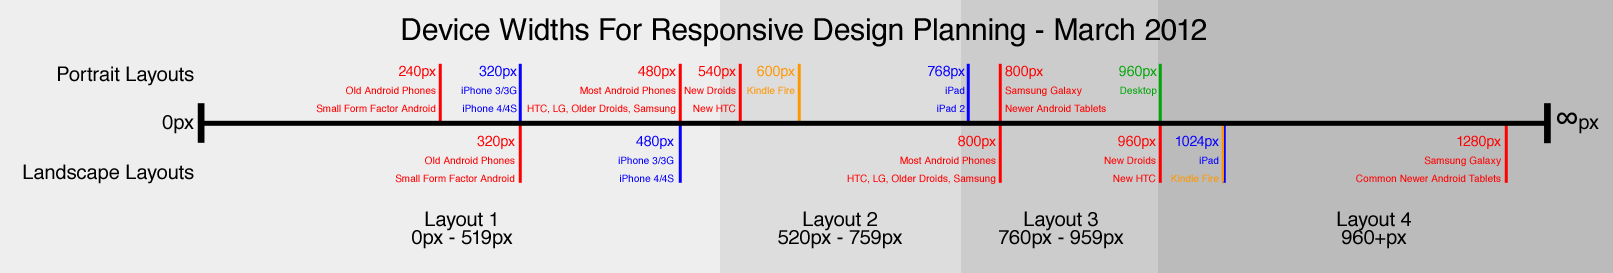 Device Widths For Responsive Design Planning - March 2012
Portrait Layouts
240px
Old Android Phones
Small Form Factor Android
320px
iPhone 3/3G
iPhone 4/4S
480px
Most Android Phones
HTC, LG, Older Droids, Samsung
540px
New Droids
New HTC
600px
Kindle Fire
768px
iPad
iPad 2
800px
Samsung Galaxy
Newer Android Tablets
960px
Desktop
0px
∞px
Landscape Layouts
320px
Old Android Phones
Small Form Factor Android
480px
iPhone 3/3G
iPhone 4/4S
800px
Most Android Phones
HTC, LG, Older Droids, Samsung
960px
New Droids
New HTC
1024px
iPad
Kindle Fire
1280px
Samsung Galaxy
Common Newer Android Tablets
Layout 1
0px - 519px
Layout 2
520px - 759px
Layout 3
760px - 959px
Layout 4
960+px